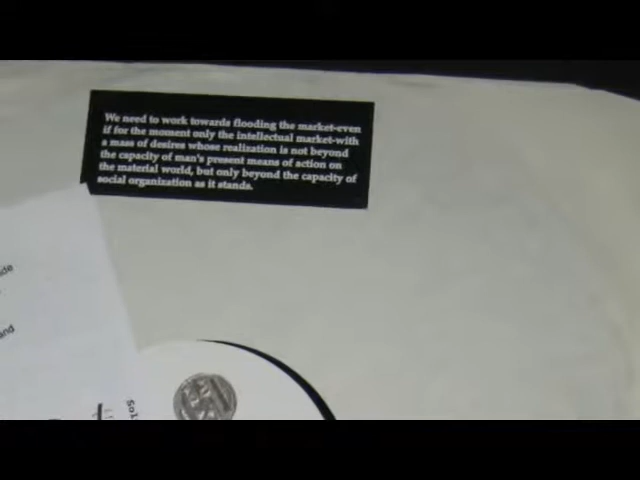 We need to work towards flooding the market-even
if for the moment only the intellectual market-with
a mass of desires whose realization is not beyond
the capacity of man's present means of action on
the material world, but only beyond the capacity of
social organization as it stands.
and